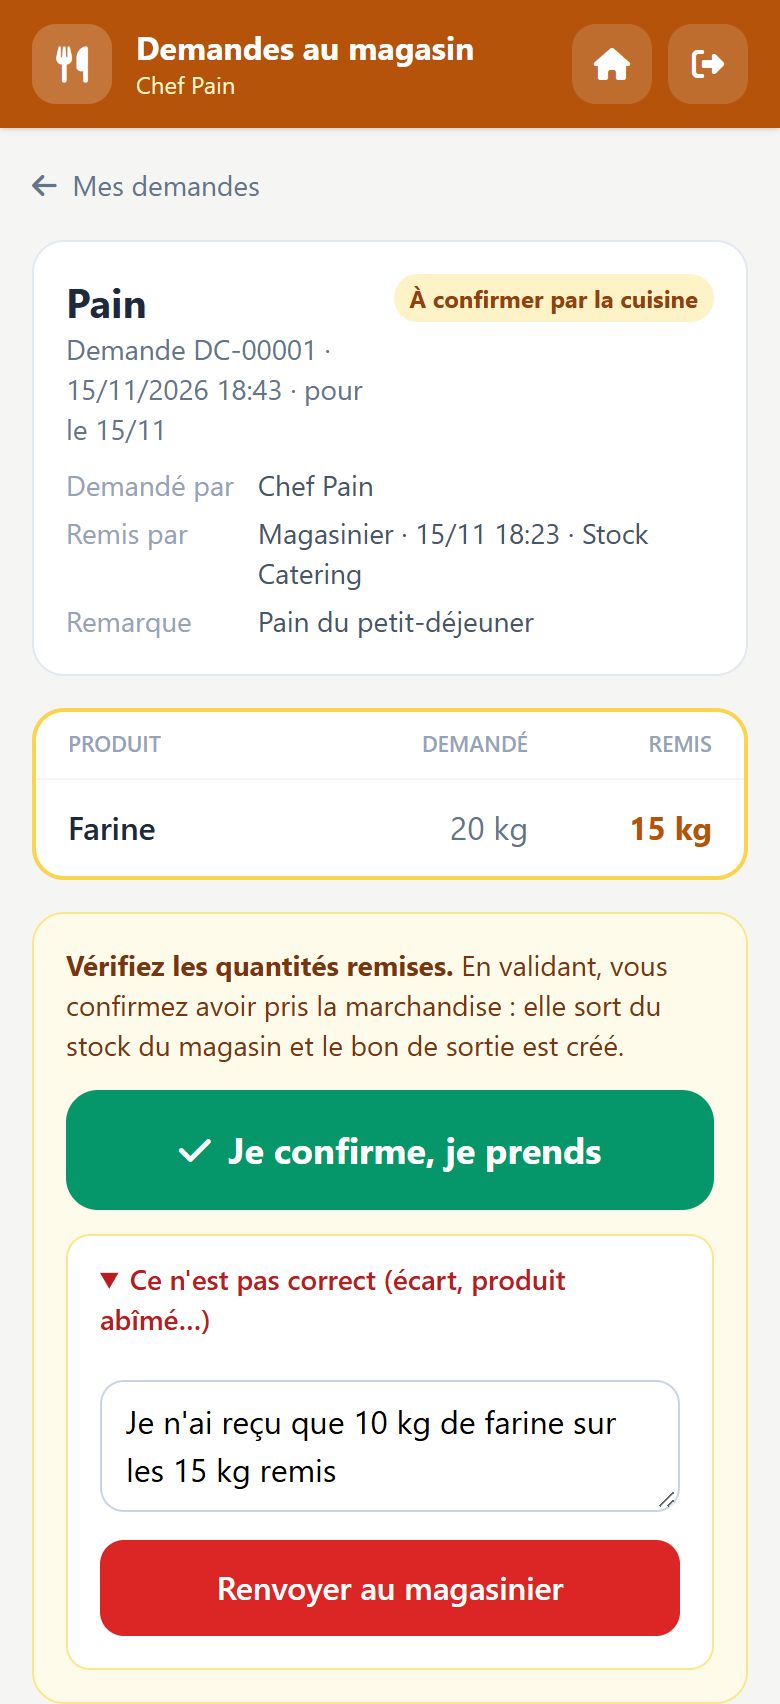 Demandes au magasin
Chef Pain
Mes demandes
Pain
À confirmer par la cuisine
Demande DC-00001 ·
15/11/2026 18:43 · pour
le 15/11
Demandé par Chef Pain
Remis par Magasinier · 15/11 18:23 · Stock
Catering
Remarque Pain du petit-déjeuner
PRODUIT DEMANDÉ REMIS
Farine 20 kg 15 kg
Vérifiez les quantités remises. En validant, vous
confirmez avoir pris la marchandise : elle sort du
stock du magasin et le bon de sortie est créé.
Je confirme, je prends
Ce n'est pas correct (écart, produit
abîmé…)
Je n'ai reçu que 10 kg de farine sur
les 15 kg remis
Renvoyer au magasinier